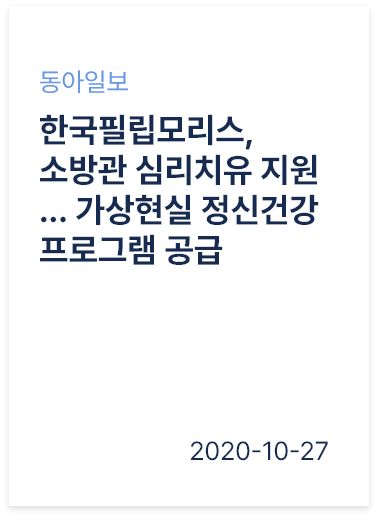 동아일보
한국필립모리스,
소방관 심리치유 지원
... 가상현실 정신건강
프로그램 공급
2020-10-27